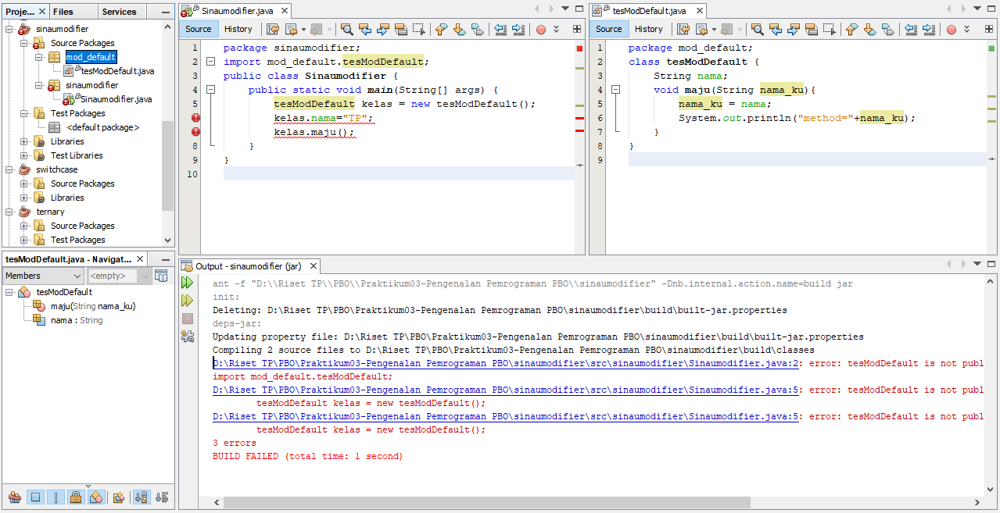 Proje... × Files Services
sinaumodifier
Source Packages
mod_default
tesModDefault.java
sinaumodifier
Sinaumodifier.java
Test Packages
<default package>
Libraries
Test Libraries
switchcase
Source Packages
Libraries
ternary
Source Packages
Test Packages
tesModDefault.java - Navigat... ×
Members <empty>
tesModDefault
maju(String nama_ku)
nama : String
Sinaumodifier.java ×
Source History
1 package sinaumodifier;
2 import mod_default.tesModDefault;
3 public class Sinaumodifier {
4 public static void main(String[] args) {
5 tesModDefault kelas = new tesModDefault();
kelas.nama="TP";
kelas.maju();
8 }
9 }
10
tesModDefault.java ×
Source History
1 package mod_default;
2 class tesModDefault {
3 String nama;
4 void maju(String nama_ku){
5 nama_ku = nama;
6 System.out.println("method="+nama_ku);
7 }
8 }
9
Output - sinaumodifier (jar) ×
ant -f "D:\\Riset TP\\PBO\\Praktikum03-Pengenalan Pemrograman PBO\\sinaumodifier" -Dnb.internal.action.name=build jar
init:
Deleting: D:\Riset TP\PBO\Praktikum03-Pengenalan Pemrograman PBO\sinaumodifier\build\built-jar.properties
deps-jar:
Updating property file: D:\Riset TP\PBO\Praktikum03-Pengenalan Pemrograman PBO\sinaumodifier\build\built-jar.properties
Compiling 2 source files to D:\Riset TP\PBO\Praktikum03-Pengenalan Pemrograman PBO\sinaumodifier\build\classes
D:\Riset TP\PBO\Praktikum03-Pengenalan Pemrograman PBO\sinaumodifier\src\sinaumodifier\Sinaumodifier.java:2: error: tesModDefault is not publ
import mod_default.tesModDefault;
D:\Riset TP\PBO\Praktikum03-Pengenalan Pemrograman PBO\sinaumodifier\src\sinaumodifier\Sinaumodifier.java:5: error: tesModDefault is not publ
tesModDefault kelas = new tesModDefault();
D:\Riset TP\PBO\Praktikum03-Pengenalan Pemrograman PBO\sinaumodifier\src\sinaumodifier\Sinaumodifier.java:5: error: tesModDefault is not publ
tesModDefault kelas = new tesModDefault();
3 errors
BUILD FAILED (total time: 1 second)